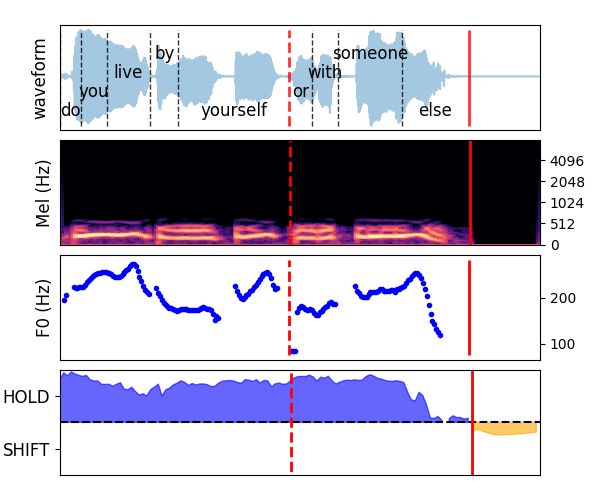 waveform
do
you
live
by
yourself
or
with
someone
else
Mel (Hz)
4096
2048
1024
512
0
F0 (Hz)
200
100
HOLD
SHIFT